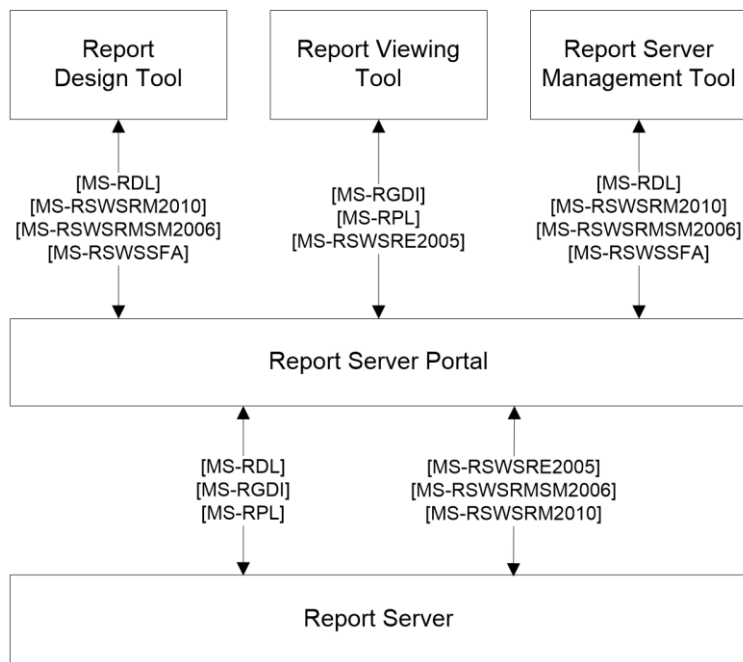 Report
Design Tool
Report Viewing
Tool
Report Server
Management Tool
[MS-RDL]
[MS-RSWSRM2010]
[MS-RSWSRMSM2006]
[MS-RSWSSFA]
[MS-RGDI]
[MS-RPL]
[MS-RSWSRE2005]
[MS-RDL]
[MS-RSWSRM2010]
[MS-RSWSRMSM2006]
[MS-RSWSSFA]
Report Server Portal
[MS-RDL]
[MS-RGDI]
[MS-RPL]
[MS-RSWSRE2005]
[MS-RSWSRMSM2006]
[MS-RSWSRM2010]
Report Server